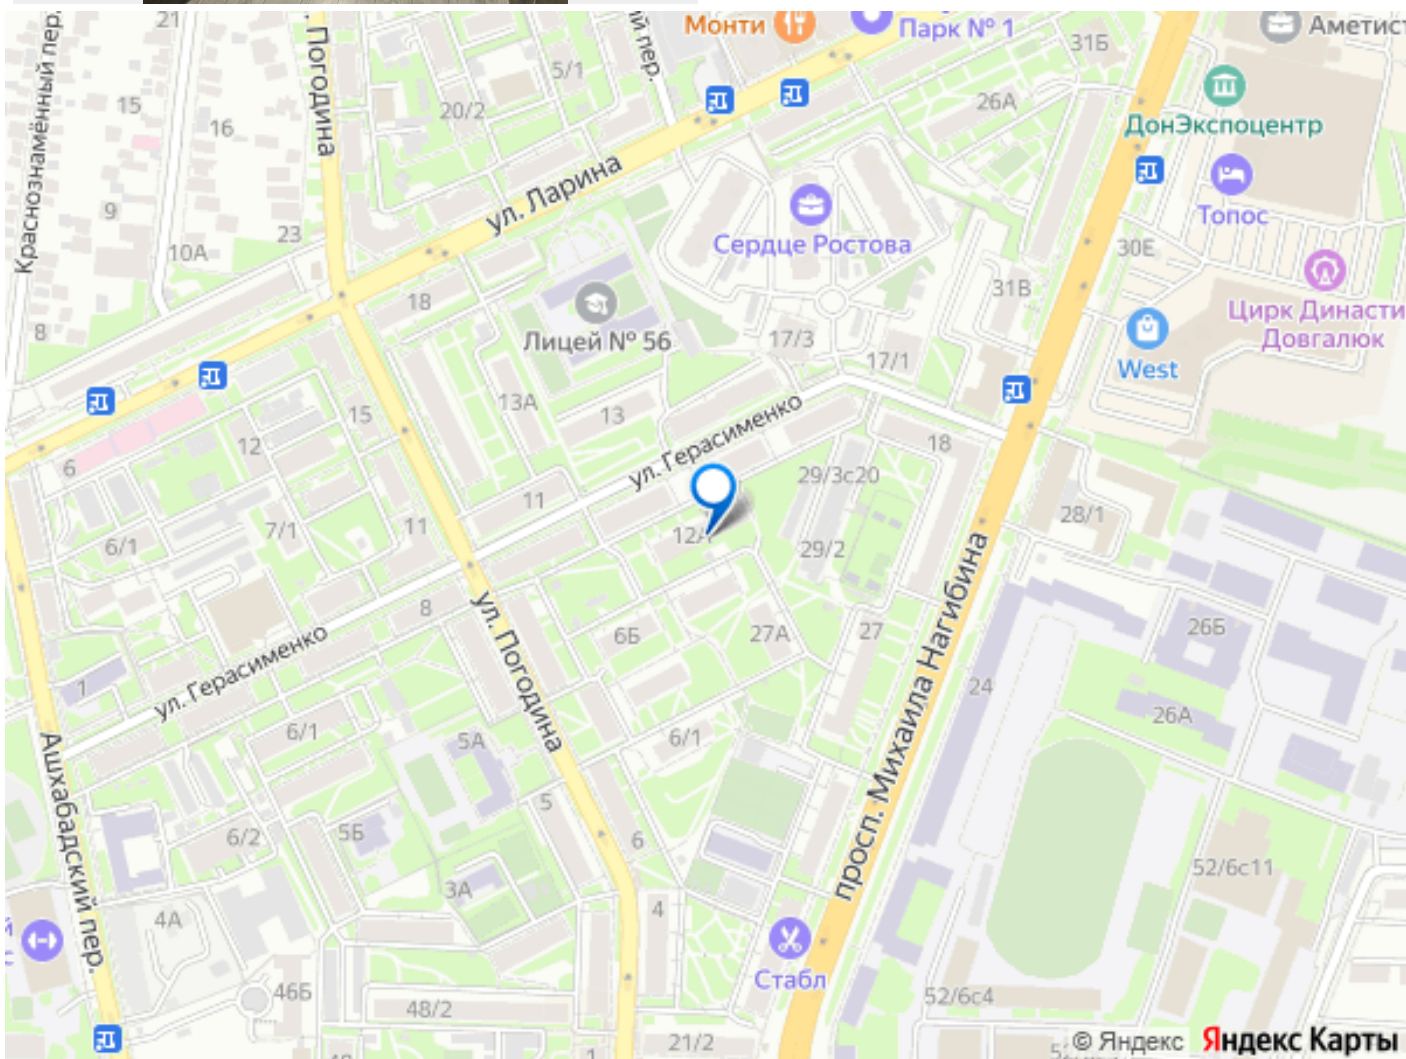 21
Монти
Парк № 1
31Б
Аметист
Краснознамённый пер.
ул. Погодина
5/1
15
16
20/2
26А
ДонЭкспоцентр
ул. Ларина
Топос
9
23
10А
Сердце Ростова
30Е
18
31В
Цирк Династи
Довгалюк
8
Лицей № 56
17/3
17/1
West
13А
13
15
12
6
ул. Герасименко
18
29/3с20
11
11
7/1
6/1
12А
28/1
29/2
8
ул. Погодина
6Б
27А
27
просп. Михаила Нагибина
26Б
ул. Герасименко
1
24
26А
6/1
5А
6/1
Ашхабадский пер.
5
6/2
5Б
6
52/6с11
3А
4
4А
Стабл
46Б
48/2
52/6с4
21/2
1
© Яндекс Яндекс Карты